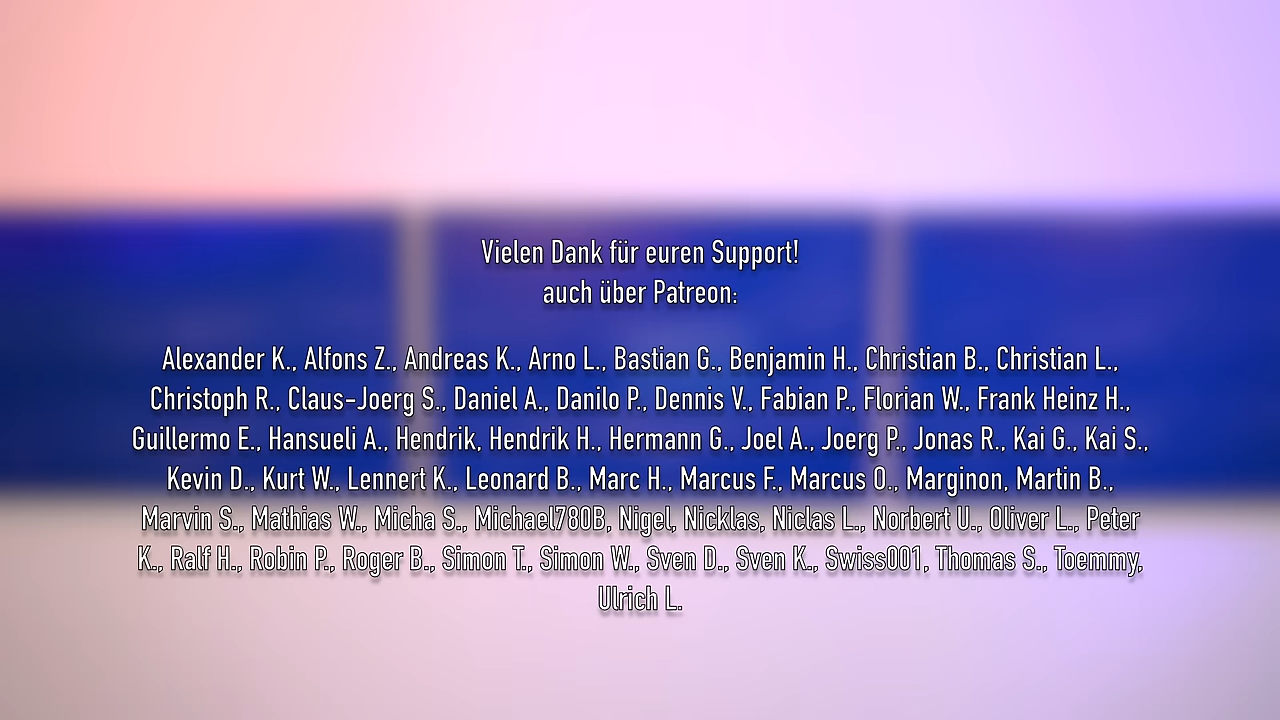 Vielen Dank für euren Support!
auch über Patreon:
Alexander K., Alfons Z., Andreas K., Arno L., Bastian G., Benjamin H., Christian B., Christian L.,
Christoph R., Claus-Joerg S., Daniel A., Danilo P., Dennis V., Fabian P., Florian W., Frank Heinz H.,
Guillermo E., Hansueli A., Hendrik, Hendrik H., Hermann G., Joel A., Joerg P., Jonas R., Kai G., Kai S.,
Kevin D., Kurt W., Lennert K., Leonard B., Marc H., Marcus F., Marcus O., Marginon, Martin B.,
Marvin S., Mathias W., Micha S., Michael780B, Nigel, Nicklas, Niclas L., Norbert U., Oliver L., Peter
K., Ralf H., Robin P., Roger B., Simon T., Simon W., Sven D., Sven K., Swiss001, Thomas S., Toemmy,
Ulrich L.